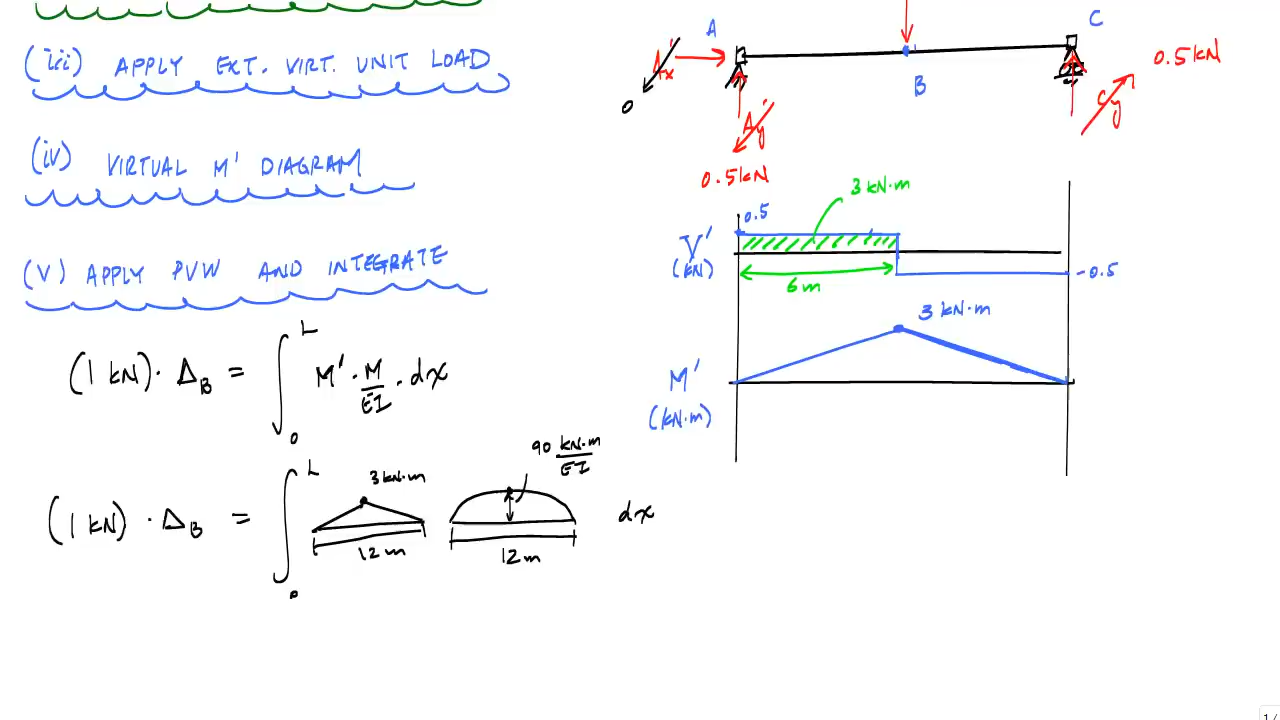 (iii) APPLY EXT. VIRT. UNIT LOAD
(iv) VIRTUAL M' DIAGRAM
(v) APPLY PVW AND INTEGRATE
(1 kN) · Δ_B = ∫₀ᴸ M' · M/EI · dx
(1 kN) · Δ_B = ∫₀ᴸ dx
3 kN·m
12 m
90 kN·m/EI
12 m
A
C
Ax'
0
B
0.5 kN
Ay'
Cy'
0.5 kN
3 kN·m
0.5
V'
(kN)
6 m
-0.5
3 kN·m
M'
(kN·m)